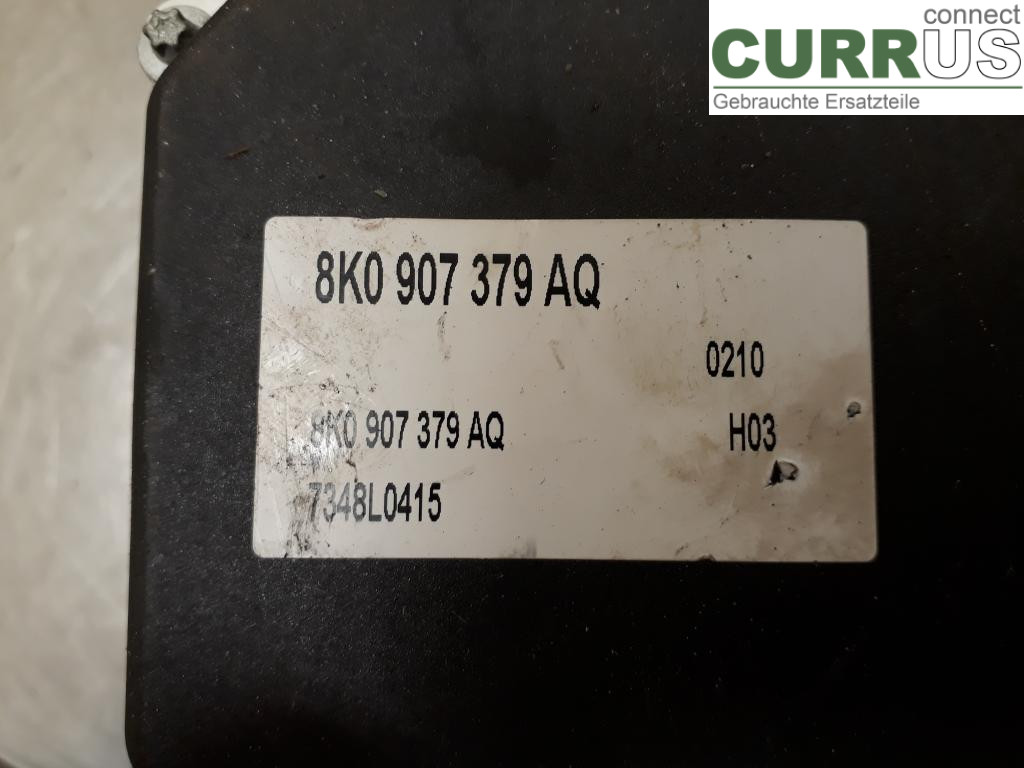 connect
CURRUS
Gebrauchte Ersatzteile
8K0 907 379 AQ
0210
8K0 907 379 AQ H03
7348L0415